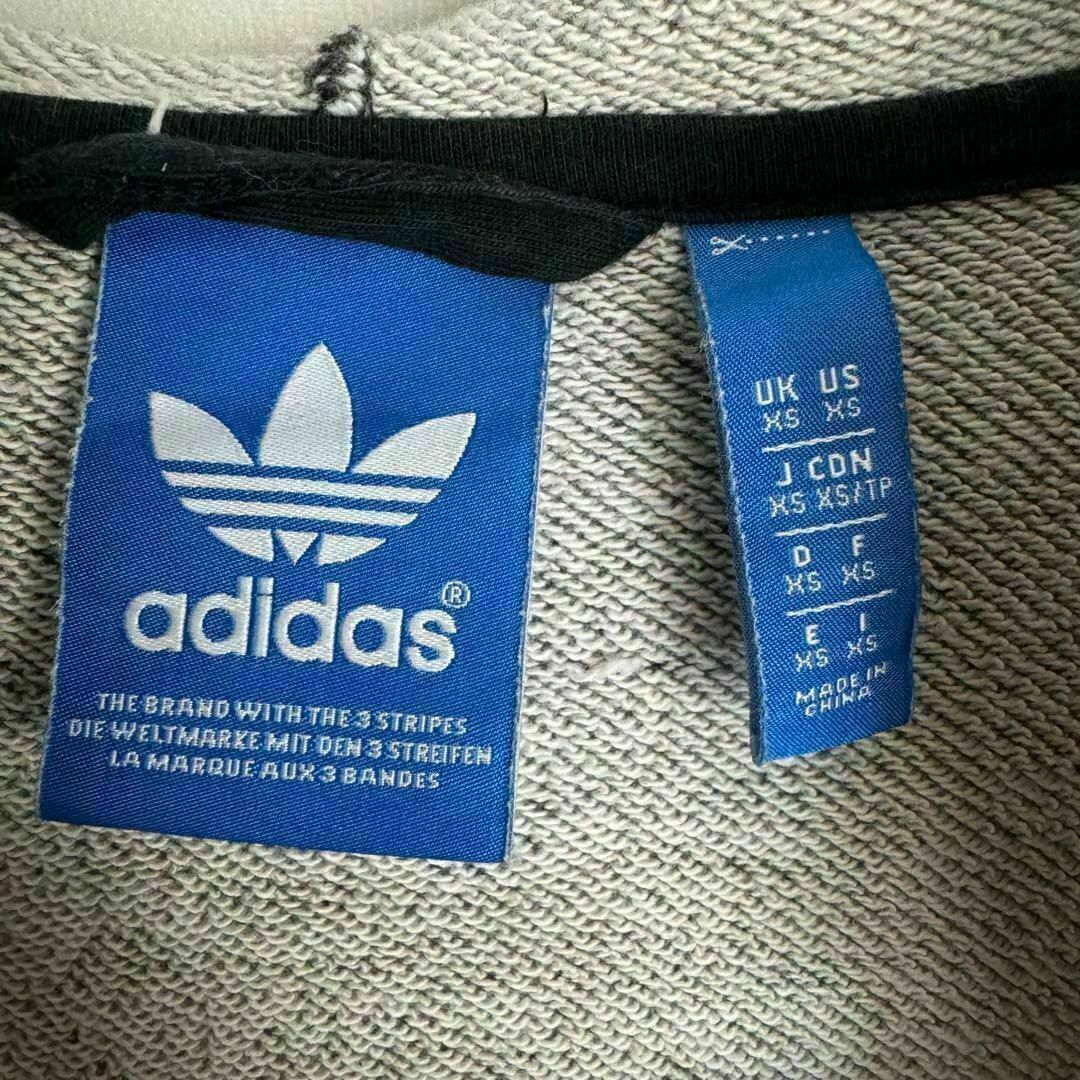 adidas®
THE BRAND WITH THE 3 STRIPES
DIE WELTMARKE MIT DEN 3 STREIFEN
LA MARQUE AUX 3 BANDES
UK US
XS XS
J CDN
XS XS/TP
D F
XS XS
E I
XS XS
MADE IN
CHINA